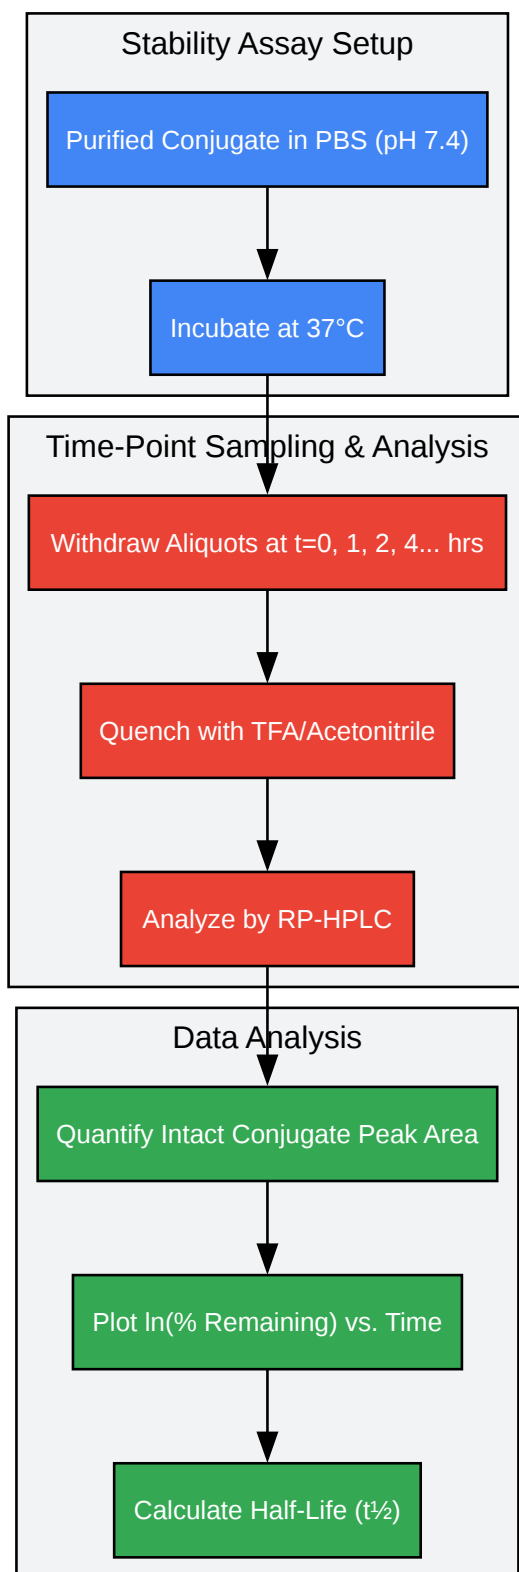 Stability Assay Setup
Purified Conjugate in PBS (pH 7.4)
Incubate at 37°C
Time-Point Sampling & Analysis
Withdraw Aliquots at t=0, 1, 2, 4... hrs
Quench with TFA/Acetonitrile
Analyze by RP-HPLC
Data Analysis
Quantify Intact Conjugate Peak Area
Plot ln(% Remaining) vs. Time
Calculate Half-Life (t½)